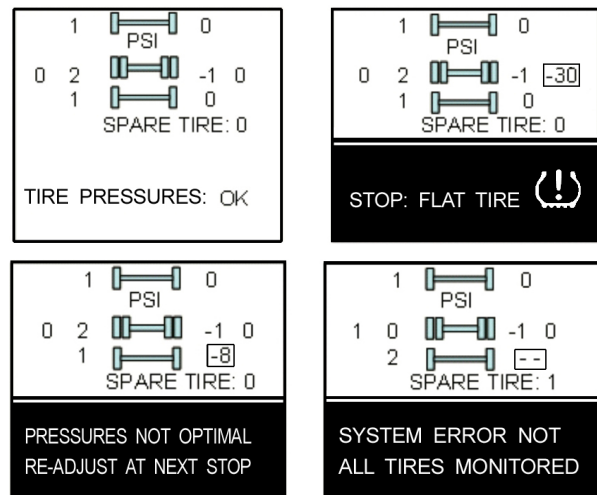 1 0
PSI
0 2 -1 0
1 0
SPARE TIRE: 0
TIRE PRESSURES: OK
1 0
PSI
0 2 -1 -30
1 0
SPARE TIRE: 0
STOP: FLAT TIRE
1 0
PSI
0 2 -1 0
1 -8
SPARE TIRE: 0
PRESSURES NOT OPTIMAL
RE-ADJUST AT NEXT STOP
1 0
PSI
1 0 -1 0
2 --
SPARE TIRE: 1
SYSTEM ERROR NOT
ALL TIRES MONITORED